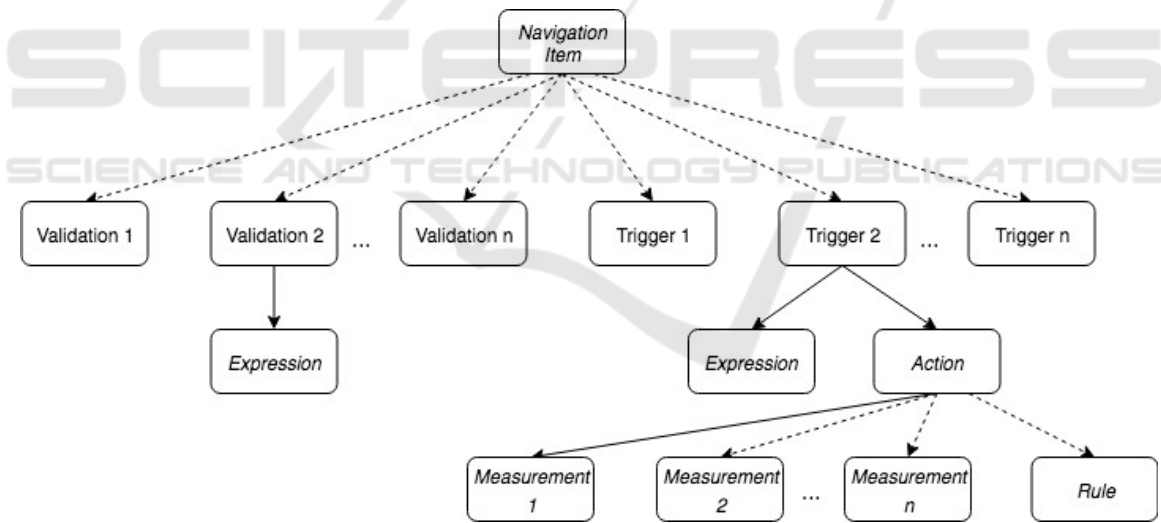 SCITEPRESS
SCIENCE AND TECHNOLOGY PUBLICATIONS
Navigation
Item
Validation 1
Validation 2
...
Validation n
Trigger 1
Trigger 2
...
Trigger n
Expression
Expression
Action
Measurement
1
Measurement
2
...
Measurement
n
Rule